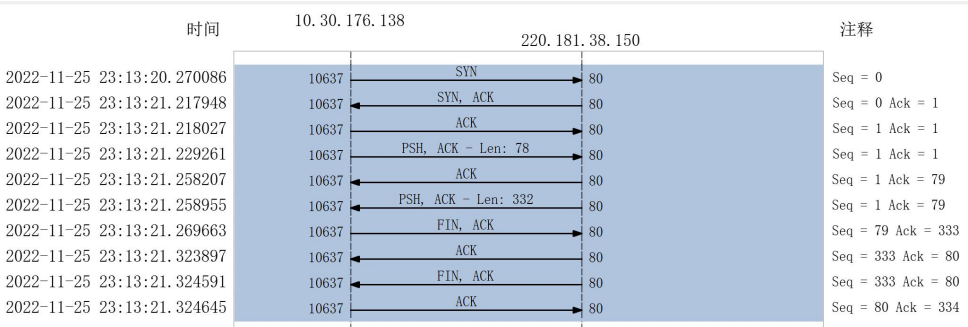 时间 10.30.176.138 220.181.38.150 注释
2022-11-25 23:13:20.270086 10637 SYN 80 Seq = 0
2022-11-25 23:13:21.217948 10637 SYN, ACK 80 Seq = 0 Ack = 1
2022-11-25 23:13:21.218027 10637 ACK 80 Seq = 1 Ack = 1
2022-11-25 23:13:21.229261 10637 PSH, ACK - Len: 78 80 Seq = 1 Ack = 1
2022-11-25 23:13:21.258207 10637 ACK 80 Seq = 1 Ack = 79
2022-11-25 23:13:21.258955 10637 PSH, ACK - Len: 332 80 Seq = 1 Ack = 79
2022-11-25 23:13:21.269663 10637 FIN, ACK 80 Seq = 79 Ack = 333
2022-11-25 23:13:21.323897 10637 ACK 80 Seq = 333 Ack = 80
2022-11-25 23:13:21.324591 10637 FIN, ACK 80 Seq = 333 Ack = 80
2022-11-25 23:13:21.324645 10637 ACK 80 Seq = 80 Ack = 334